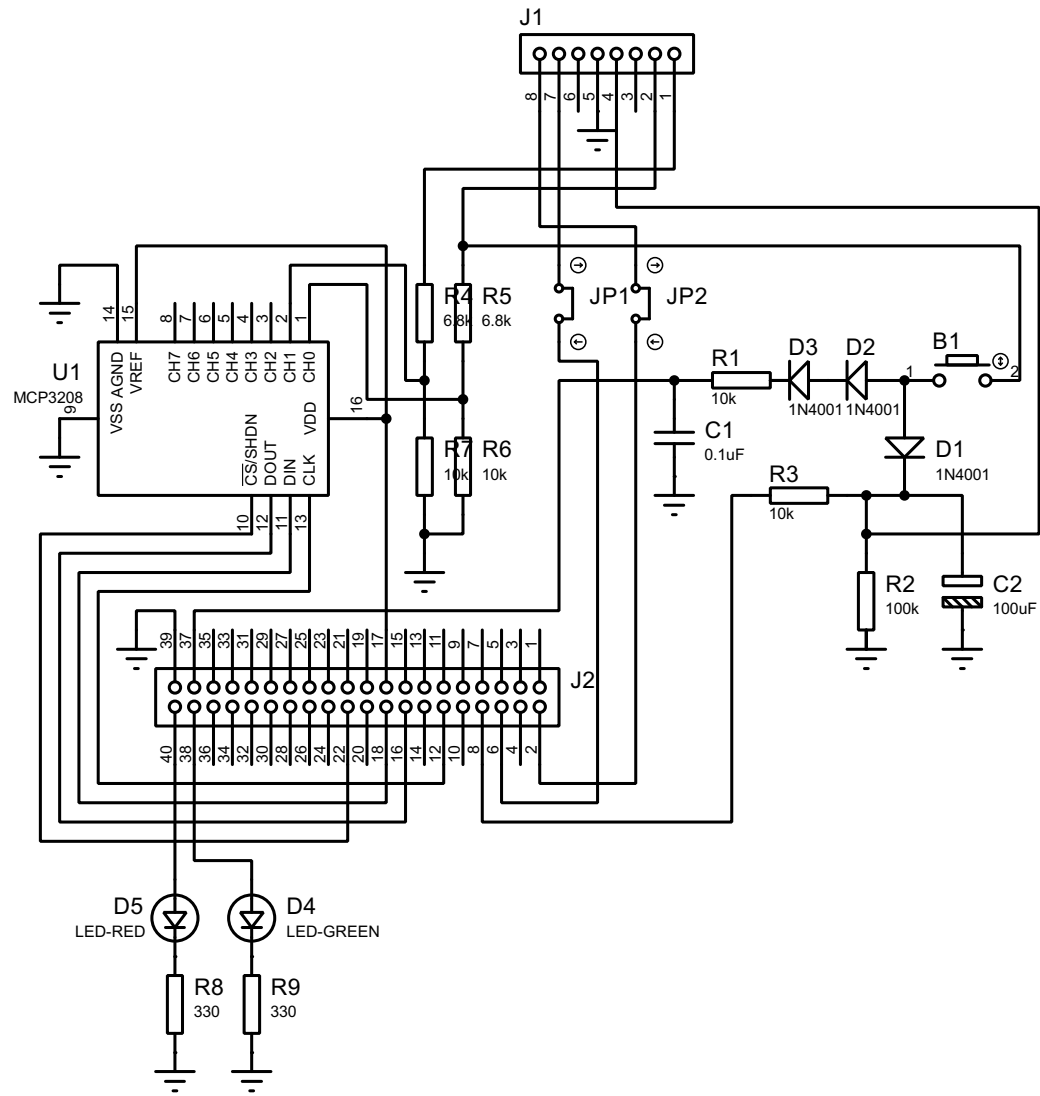 J1
8 7 6 5 4 3 2 1
14 15 8 7 6 5 4 3 2 1
AGND VREF CH7 CH6 CH5 CH4 CH3 CH2 CH1 CH0
U1
MCP3208
9
VSS
VDD
16
CS/SHDN DOUT DIN CLK
10 12 11 13
R4
6.8k
R5
6.8k
JP1
JP2
R1
10k
D3
1N4001
D2
1N4001
B1
1
2
C1
0.1uF
D1
1N4001
R7
10k
R6
10k
R3
10k
R2
100k
C2
100uF
39 37 35 33 31 29 27 25 23 21 19 17 15 13 11 9 7 5 3 1
J2
40 38 36 34 32 30 28 26 24 22 20 18 16 14 12 10 8 6 4 2
D5
LED-RED
D4
LED-GREEN
R8
330
R9
330